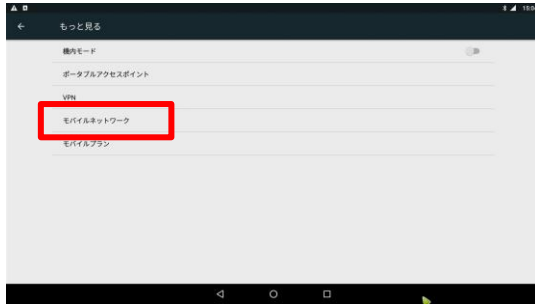 もっと見る
機内モード
ポータブルアクセスポイント
VPN
モバイルネットワーク
モバイルプラン